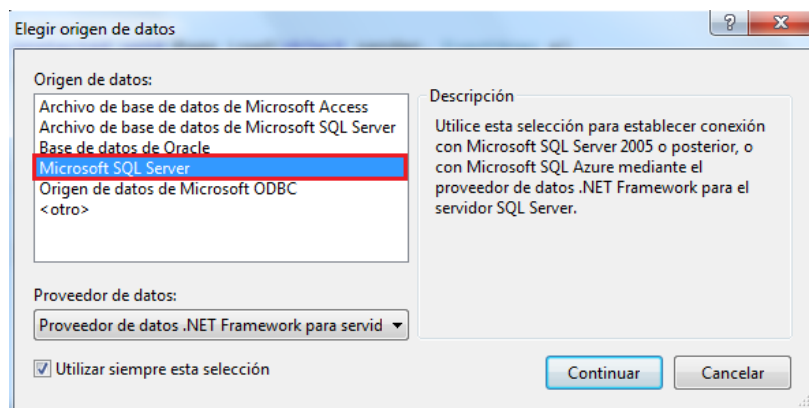 Elegir origen de datos
Origen de datos:
Archivo de base de datos de Microsoft Access
Archivo de base de datos de Microsoft SQL Server
Base de datos de Oracle
Microsoft SQL Server
Origen de datos de Microsoft ODBC
<otro>
Descripción
Utilice esta selección para establecer conexión
con Microsoft SQL Server 2005 o posterior, o
con Microsoft SQL Azure mediante el
proveedor de datos .NET Framework para el
servidor SQL Server.
Proveedor de datos:
Proveedor de datos .NET Framework para servid
Utilizar siempre esta selección
Continuar
Cancelar